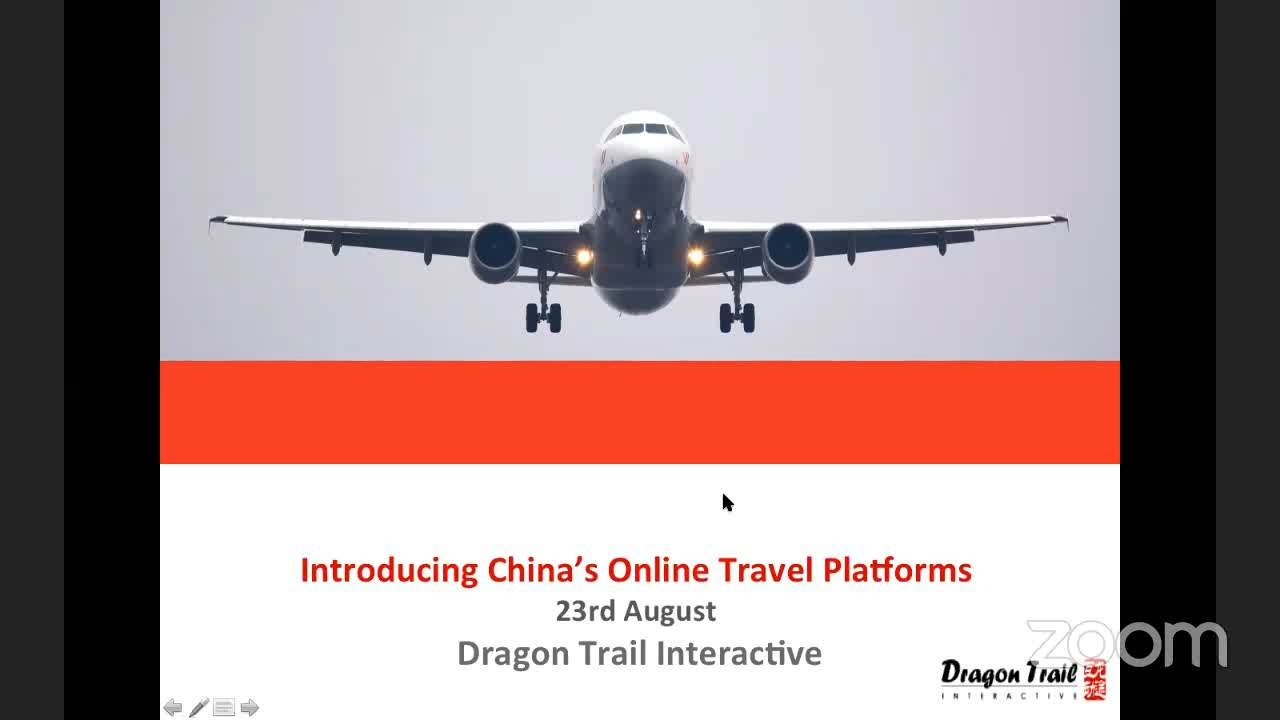 Introducing China’s Online Travel Platforms
23rd August
Dragon Trail Interactive
zoom
Dragon Trail
INTERACTIVE